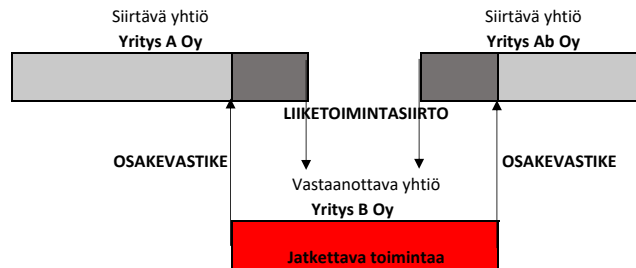 Siirtävä yhtiö
Yritys A Oy
Siirtävä yhtiö
Yritys Ab Oy
LIIKETOIMINTASIIRTO
OSAKEVASTIKE
OSAKEVASTIKE
Vastaanottava yhtiö
Yritys B Oy
Jatkettava toimintaa